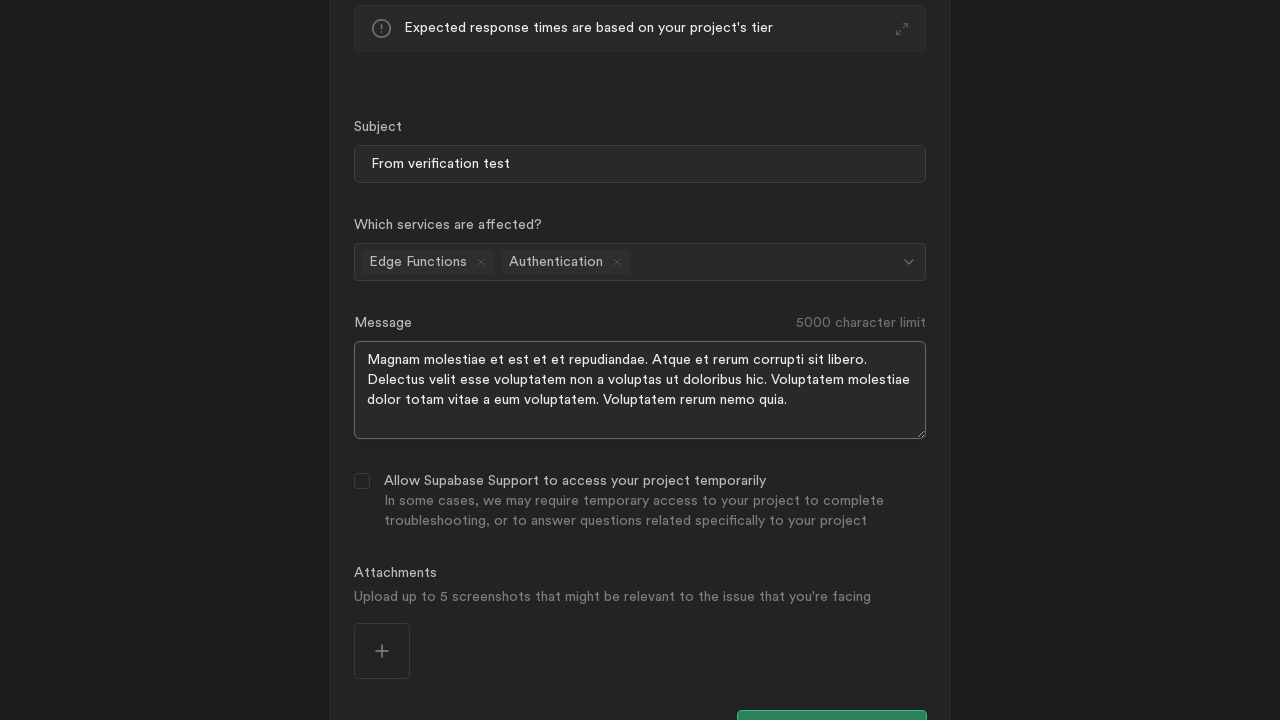 Expected response times are based on your project's tier
Subject
From verification test
Which services are affected?
Edge Functions
Authentication
Message
5000 character limit
Magnam molestiae et est et et repudiandae. Atque et rerum corrupti sit libero.
Delectus velit esse voluptatem non a voluptas ut doloribus hic. Voluptatem molestiae
dolor totam vitae a eum voluptatem. Voluptatem rerum nemo quia.
Allow Supabase Support to access your project temporarily
In some cases, we may require temporary access to your project to complete
troubleshooting, or to answer questions related specifically to your project
Attachments
Upload up to 5 screenshots that might be relevant to the issue that you're facing